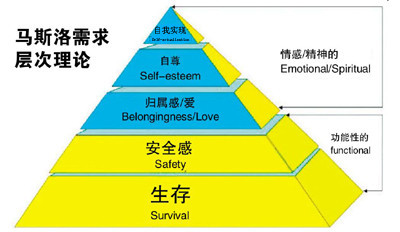 马斯洛需求
层次理论
自我实现
自尊
Self-esteem
归属感/爱
Belongingness/Love
安全感
Safety
生存
Survival
情感/精神的
Emotional/Spiritual
功能性的
functional